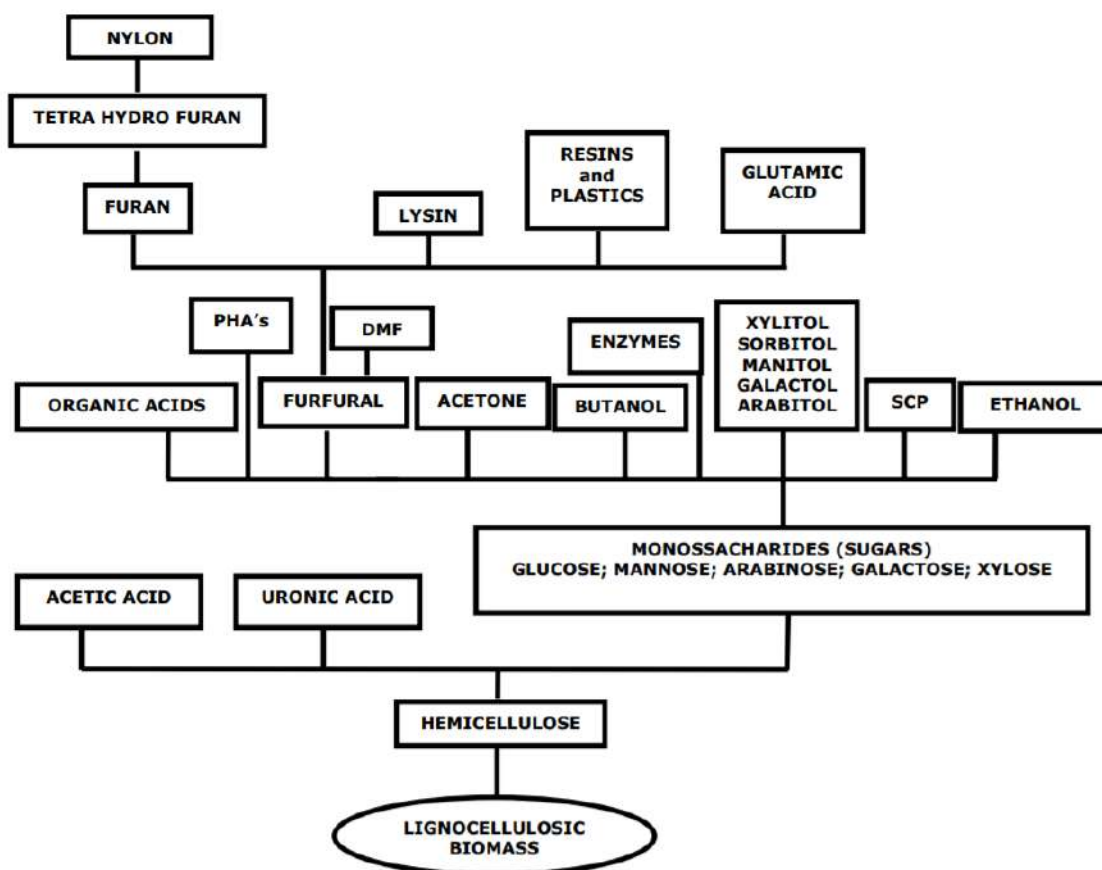 NYLON
TETRA HYDRO FURAN
FURAN
LYSIN
RESINS
and
PLASTICS
GLUTAMIC
ACID
PHA's
DMF
ENZYMES
XYLITOL
SORBITOL
MANITOL
GALACTOL
ARABITOL
ORGANIC ACIDS
FURFURAL
ACETONE
BUTANOL
SCP
ETHANOL
MONOSSACHARIDES (SUGARS)
GLUCOSE; MANNOSE; ARABINOSE; GALACTOSE; XYLOSE
ACETIC ACID
URONIC ACID
HEMICELLULOSE
LIGNOCELLULOSIC
BIOMASS